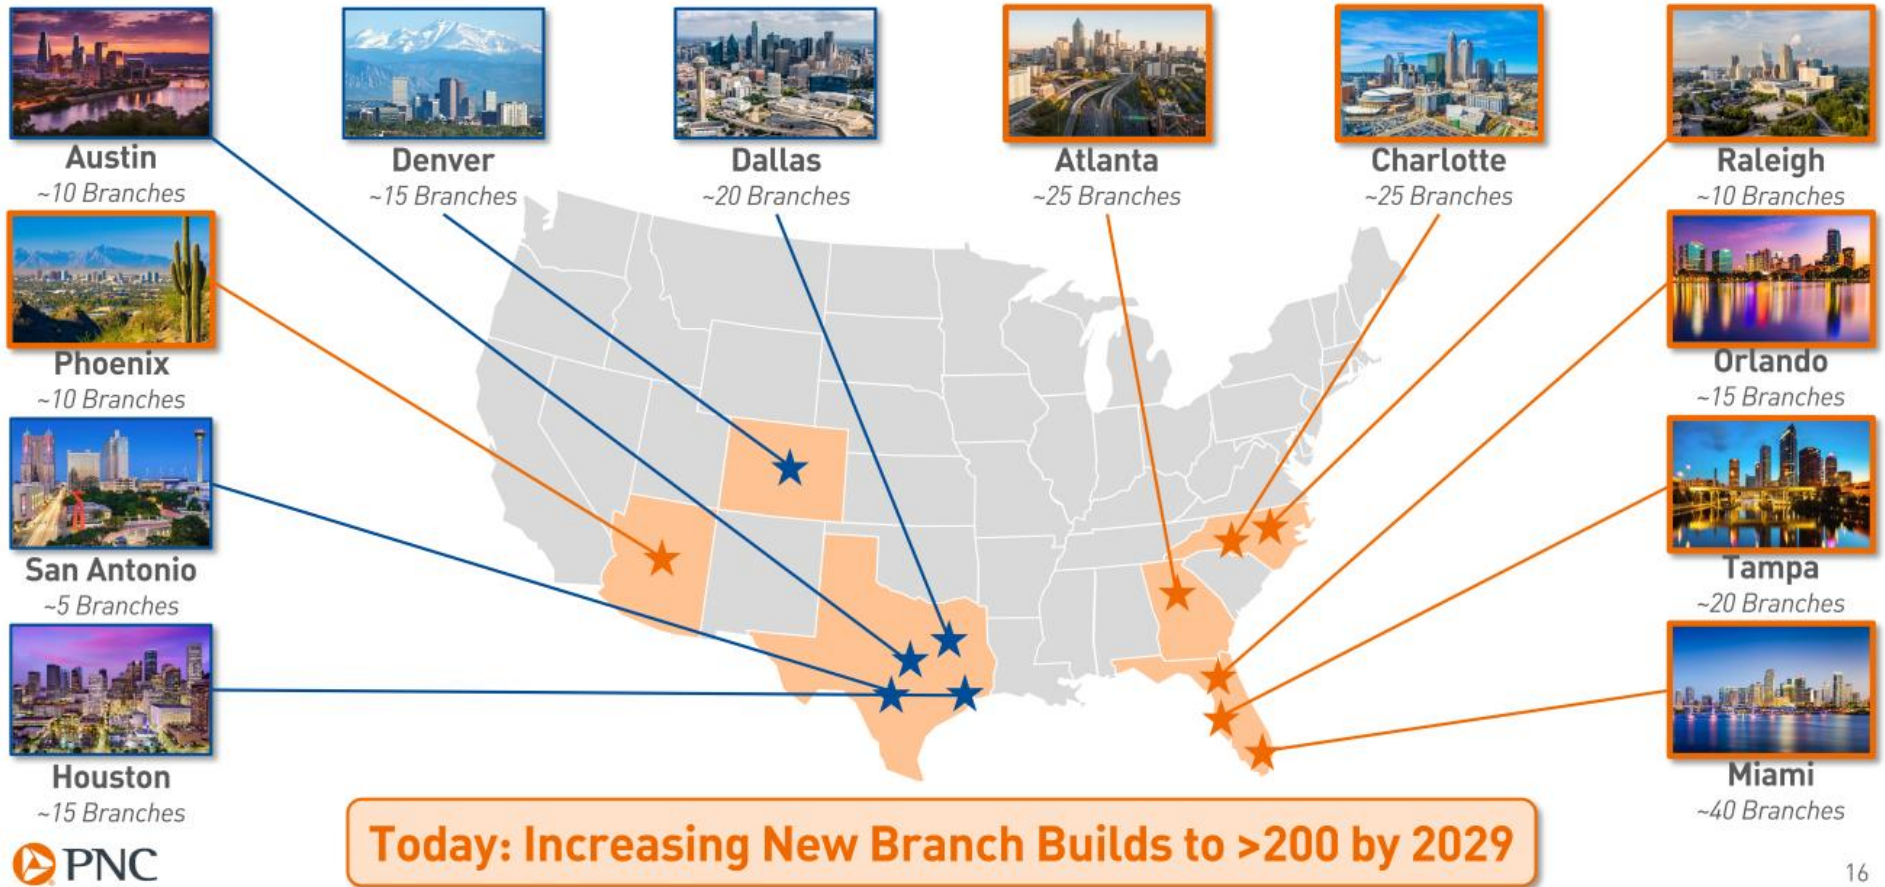 Austin
~10 Branches
Denver
~15 Branches
Dallas
~20 Branches
Atlanta
~25 Branches
Charlotte
~25 Branches
Raleigh
~10 Branches
Phoenix
~10 Branches
Orlando
~15 Branches
San Antonio
~5 Branches
Tampa
~20 Branches
Houston
~15 Branches
Miami
~40 Branches
Today: Increasing New Branch Builds to >200 by 2029
PNC
16